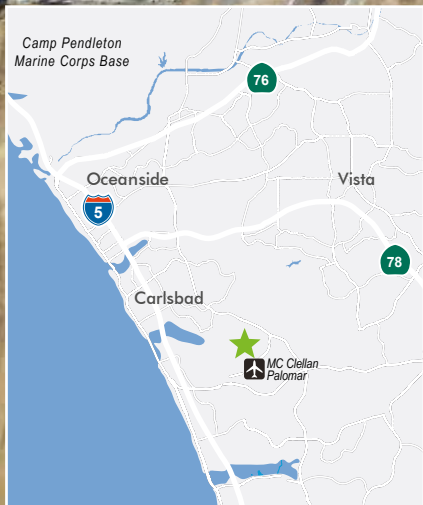 Camp Pendleton
Marine Corps Base
76
Oceanside
Vista
5
78
Carlsbad
MC Clellan
Palomar